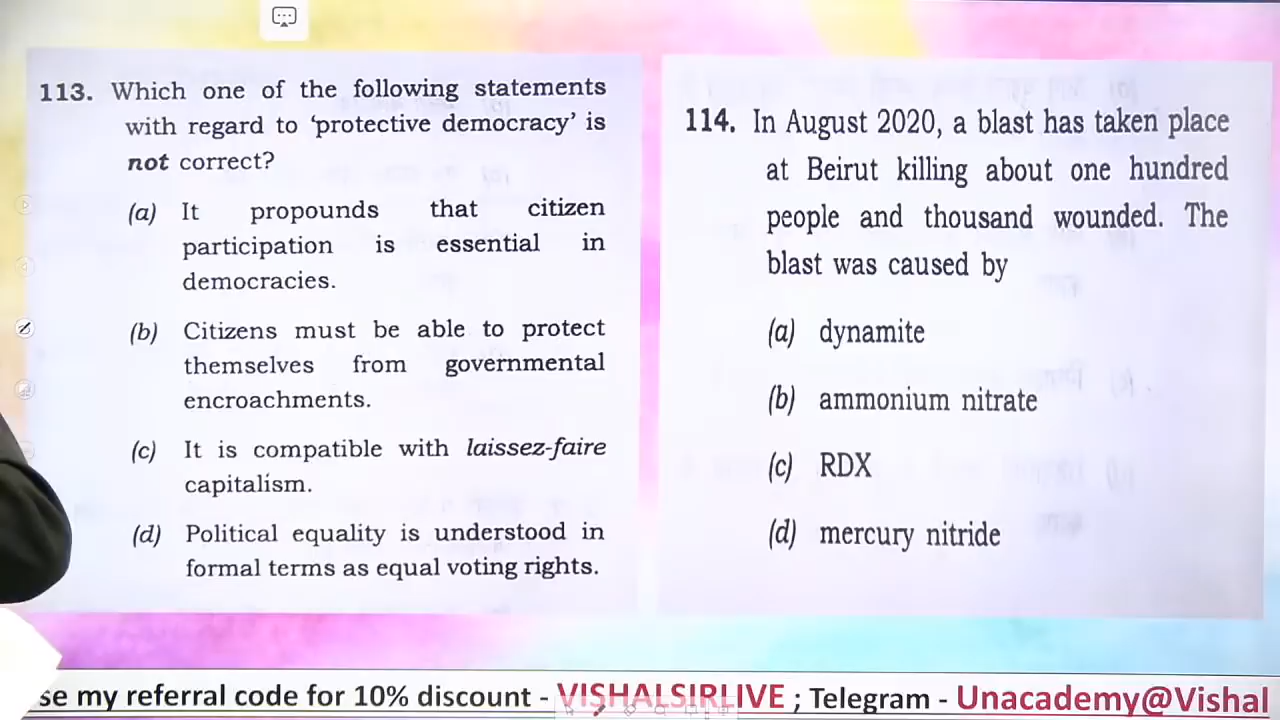 113. Which one of the following statements
with regard to 'protective democracy' is
not correct?
(a) It propounds that citizen
participation is essential in
democracies.
(b) Citizens must be able to protect
themselves from governmental
encroachments.
(c) It is compatible with laissez-faire
capitalism.
(d) Political equality is understood in
formal terms as equal voting rights.
114. In August 2020, a blast has taken place
at Beirut killing about one hundred
people and thousand wounded. The
blast was caused by
(a) dynamite
(b) ammonium nitrate
(c) RDX
(d) mercury nitride
se my referral code for 10% discount - VISHALSIRLIVE ; Telegram - Unacademy@Vishal